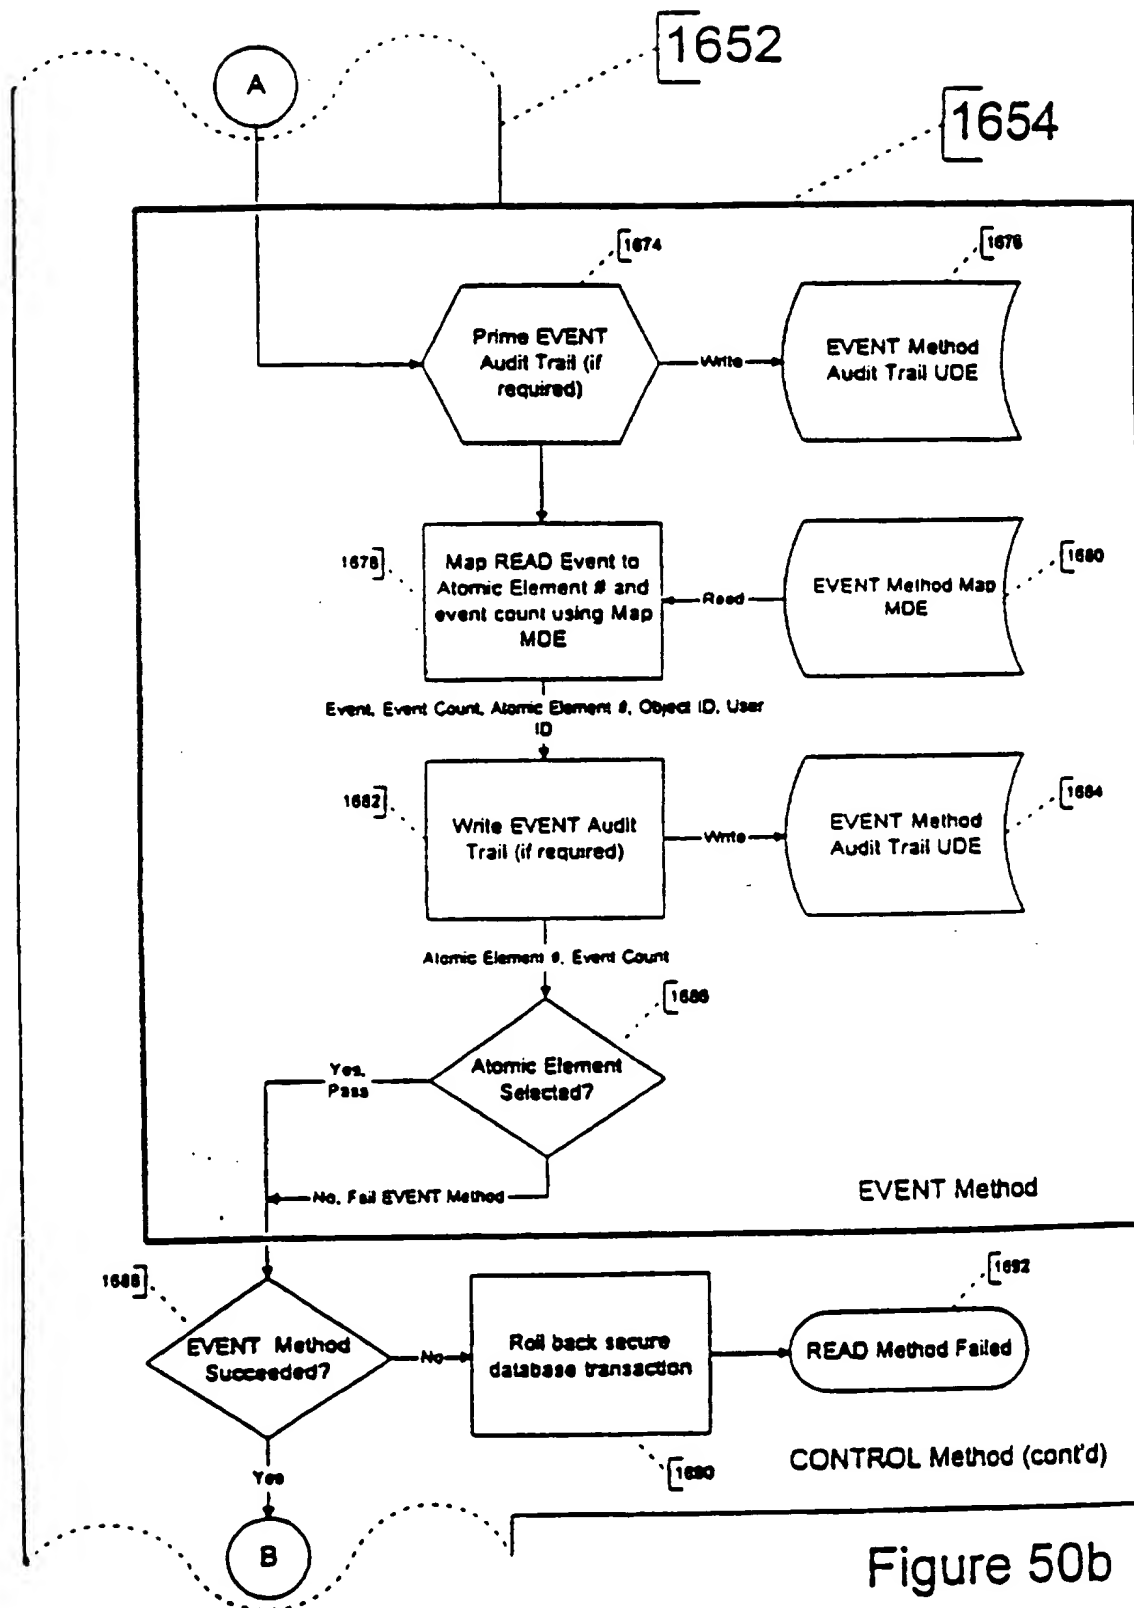 1652
A
1654
1674
1676
Prime EVENT
Audit Trail (if
required)
Write
EVENT Method
Audit Trail UDE
1678
Map READ Event to
Atomic Element # and
event count using Map
MDE
Read
EVENT Method Map
MDE
1680
Event, Event Count, Atomic Element #, Object ID, User
ID
1682
Write EVENT Audit
Trail (if required)
Write
EVENT Method
Audit Trail UDE
1684
Atomic Element #, Event Count
1686
Atomic Element
Selected?
Yes,
Pass
No, Fail EVENT Method
EVENT Method
1688
EVENT Method
Succeeded?
No
Roll back secure
database transaction
1692
READ Method Failed
1690
CONTROL Method (cont'd)
Yes
B
Figure 50b